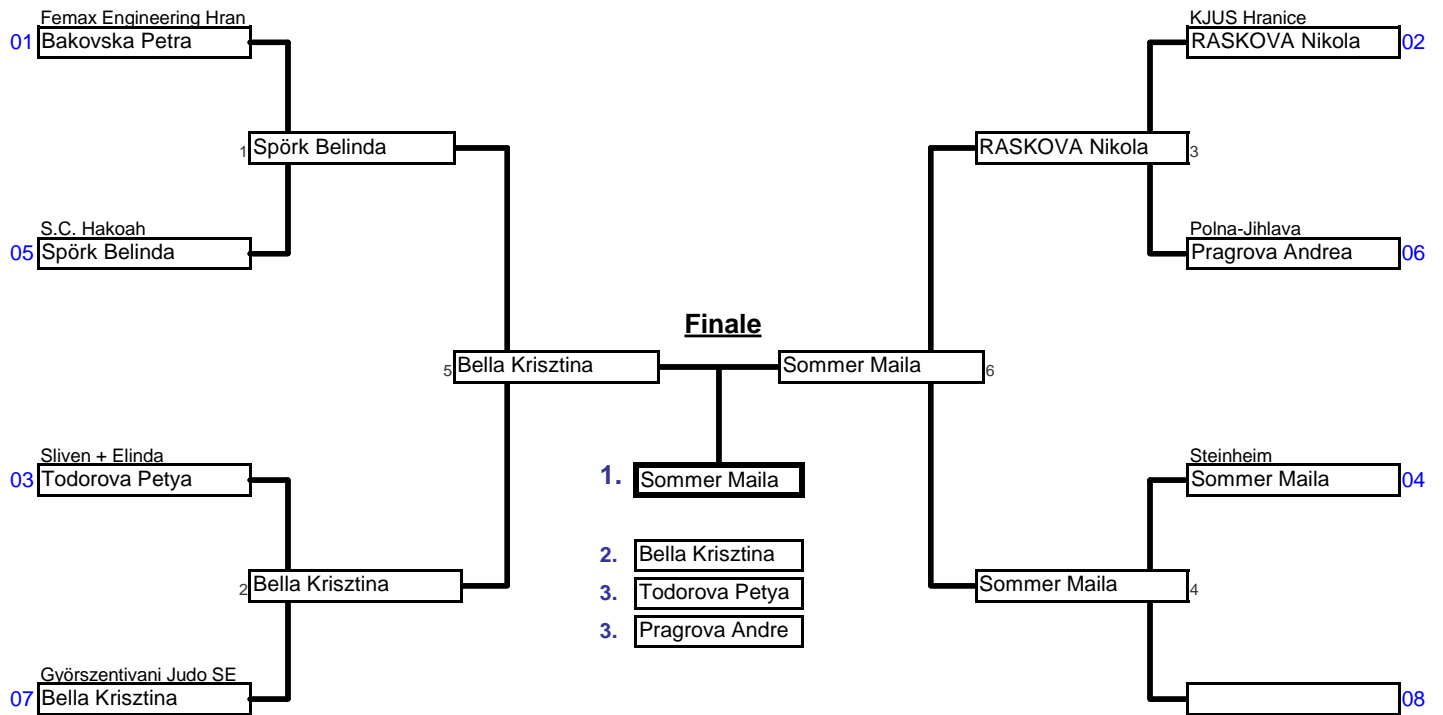 Femax Engineering Hran
01 Bakovska Petra
KJUS Hranice
RASKOVA Nikola 02
1 Spörk Belinda
RASKOVA Nikola 3
S.C. Hakoah
05 Spörk Belinda
Polna-Jihlava
Pragrova Andrea 06
Finale
5 Bella Krisztina
Sommer Maila 6
Sliven + Elinda
03 Todorova Petya
Steinheim
Sommer Maila 04
1. Sommer Maila
2. Bella Krisztina
3. Todorova Petya
3. Pragrova Andre
2 Bella Krisztina
Sommer Maila 4
Györszentivani Judo SE
07 Bella Krisztina
08